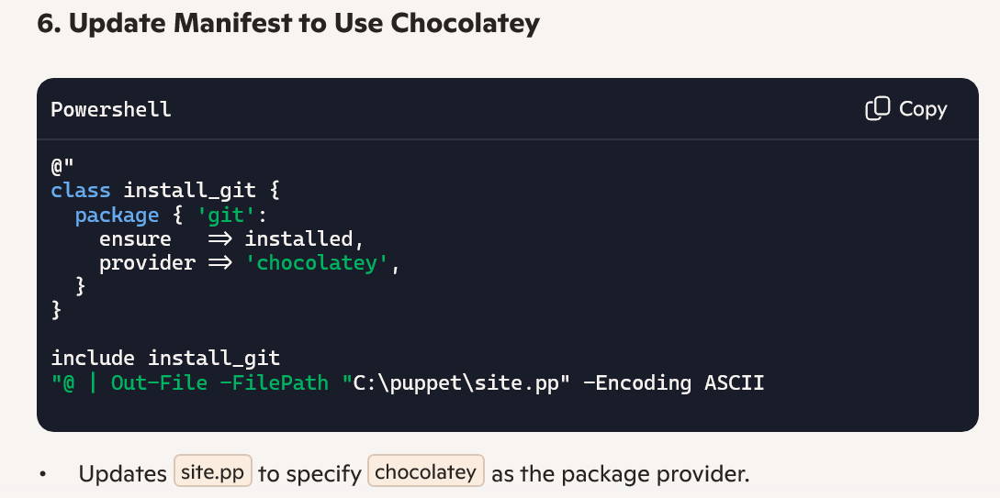 6. Update Manifest to Use Chocolatey
Powershell
Copy
@"
class install_git {
  package { 'git':
    ensure   => installed,
    provider => 'chocolatey',
  }
}
include install_git
"@ | Out-File -FilePath "C:\puppet\site.pp" -Encoding ASCII
• Updates site.pp to specify chocolatey as the package provider.